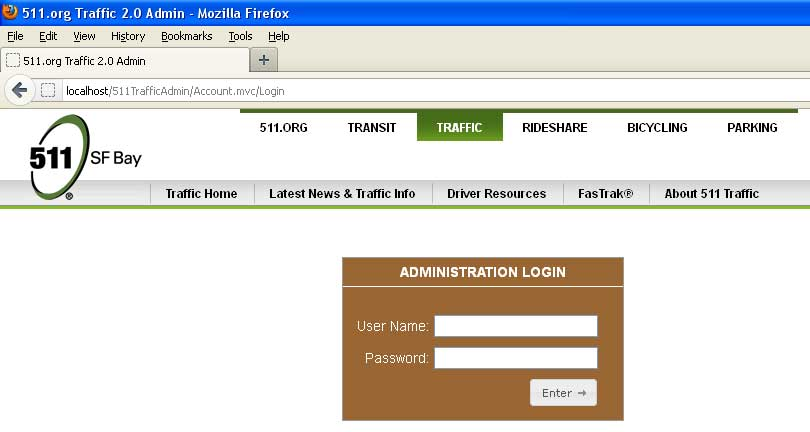 511.org Traffic 2.0 Admin - Mozilla Firefox
File Edit View History Bookmarks Tools Help
511.org Traffic 2.0 Admin +
localhost/511TrafficAdmin/Account.mvc/Login
511.ORG TRANSIT TRAFFIC RIDESHARE BICYCLING PARKING
511 SF Bay
®
Traffic Home Latest News & Traffic Info Driver Resources FasTrak® About 511 Traffic
ADMINISTRATION LOGIN
User Name:
Password:
Enter →